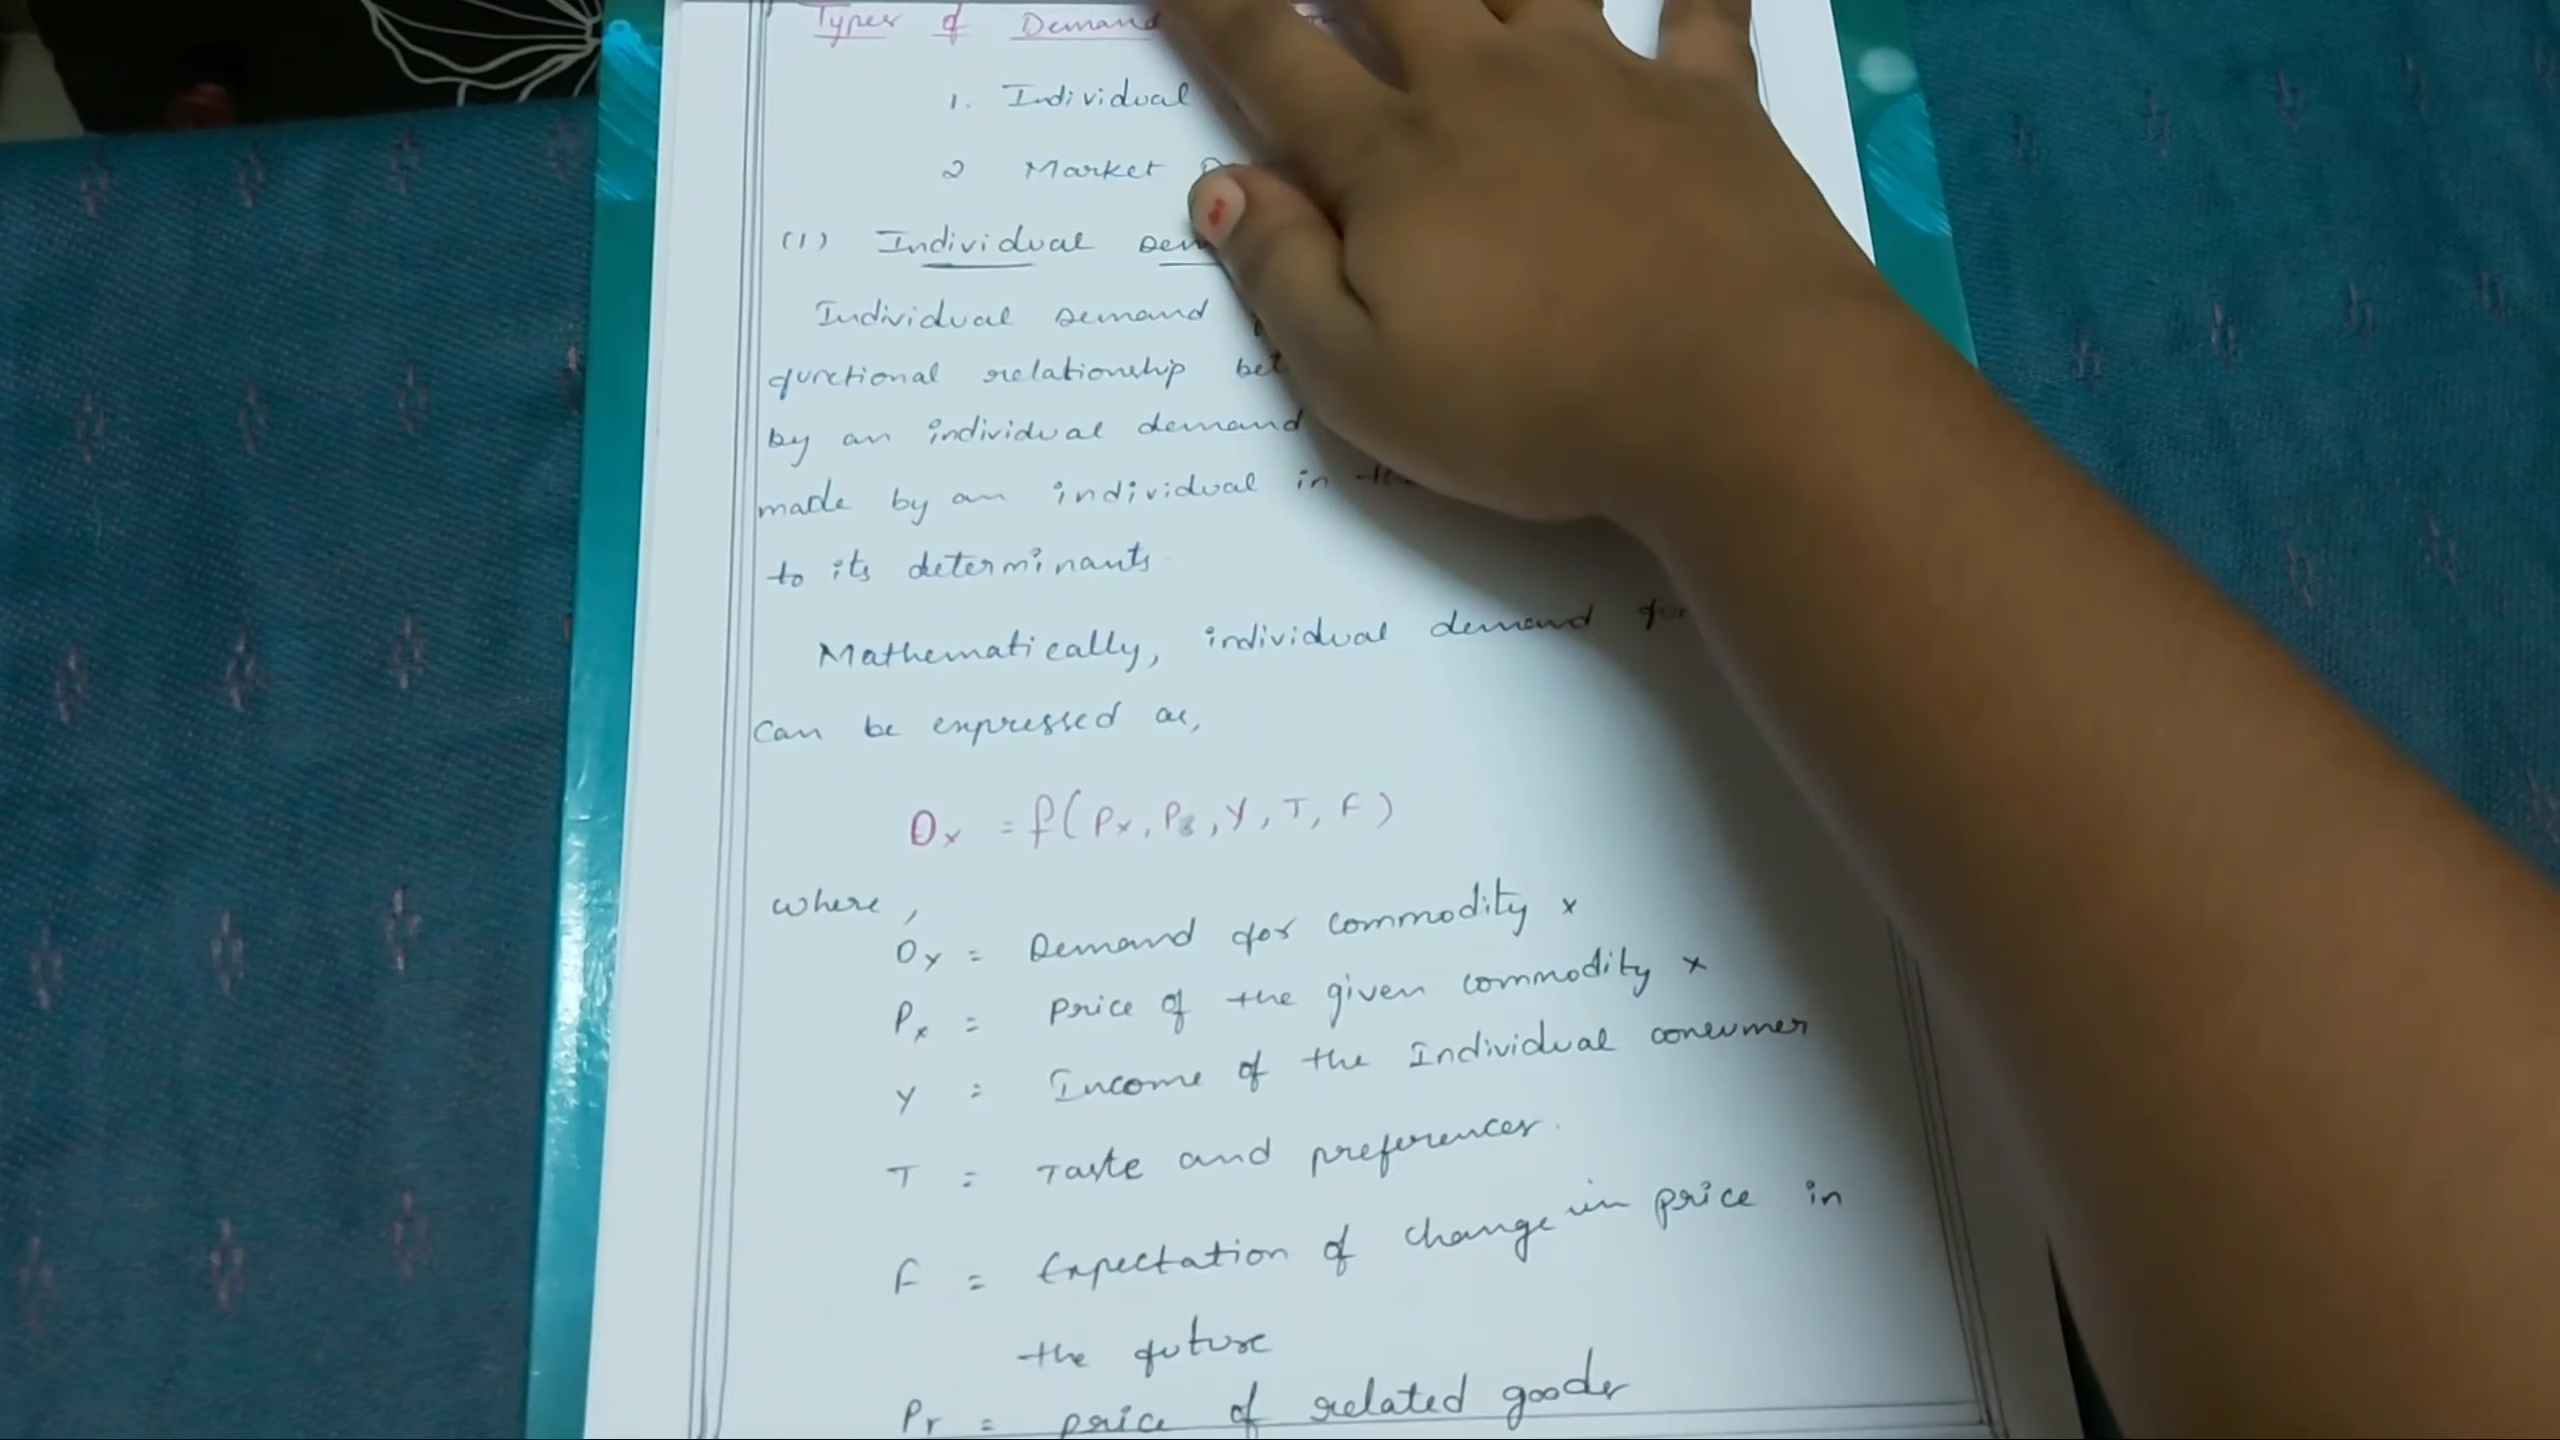 Types of Demand
1. Individual
2 Market
(1) Individual
Individual Demand
functional relationship
by an individual demand
made by an individual in
to its determinants
Mathematically, individual demand
can be expressed as,
Dx = f(Px, Pr, Y, T, F)
where,
Dy = Demand for commodity x
Px = Price of the given commodity x
Y = Income of the Individual consumer
T = Taste and preferences.
F = Expectation of change in price in
the future
Pr = price of related goods